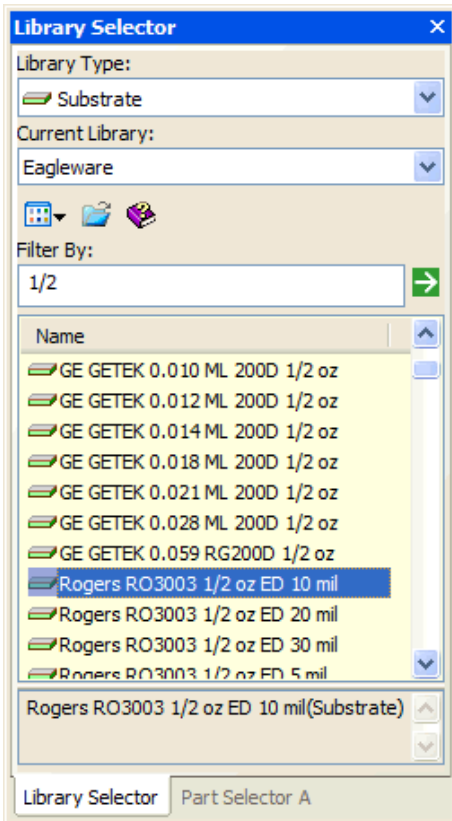 Library Selector
Library Type:
Substrate
Current Library:
Eagleware
Filter By:
1/2
Name
GE GETEK 0.010 ML 200D 1/2 oz
GE GETEK 0.012 ML 200D 1/2 oz
GE GETEK 0.014 ML 200D 1/2 oz
GE GETEK 0.018 ML 200D 1/2 oz
GE GETEK 0.021 ML 200D 1/2 oz
GE GETEK 0.028 ML 200D 1/2 oz
GE GETEK 0.059 RG200D 1/2 oz
Rogers RO3003 1/2 oz ED 10 mil
Rogers RO3003 1/2 oz ED 20 mil
Rogers RO3003 1/2 oz ED 30 mil
Rogers RO3003 1/2 oz ED 5 mil
Rogers RO3003 1/2 oz ED 10 mil(Substrate)
Library Selector Part Selector A